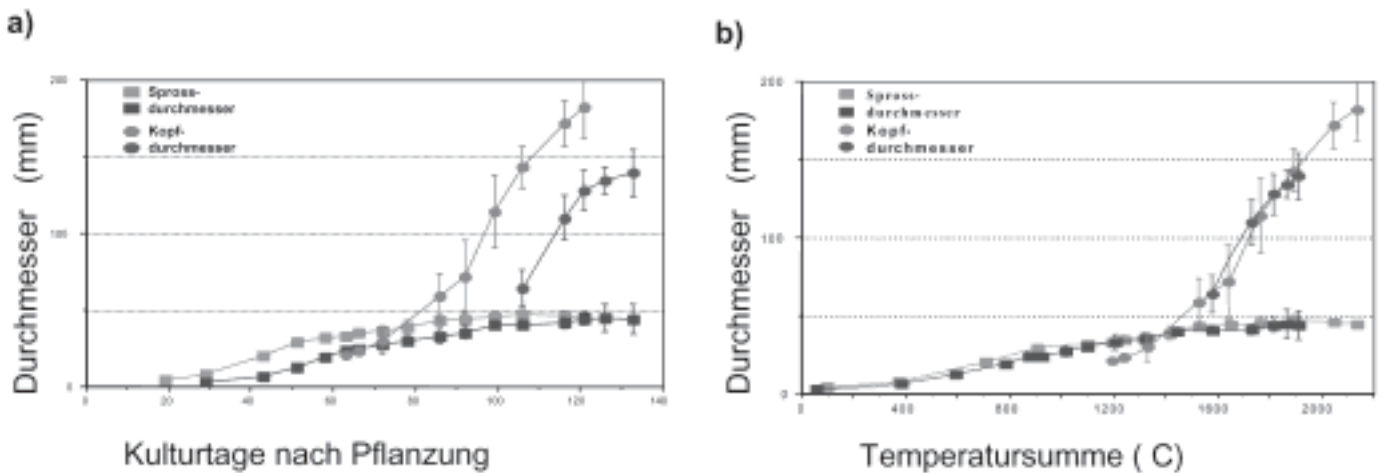 a)
Durchmesser (mm)
200
100
0
Spross-
durchmesser
Kopf-
durchmesser
0 20 40 60 80 100 120 140
Kulturtage nach Pflanzung
b)
Durchmesser (mm)
200
100
0
Spross-
durchmesser
Kopf-
durchmesser
0 400 800 1200 1600 2000
Temperatursumme ( C)